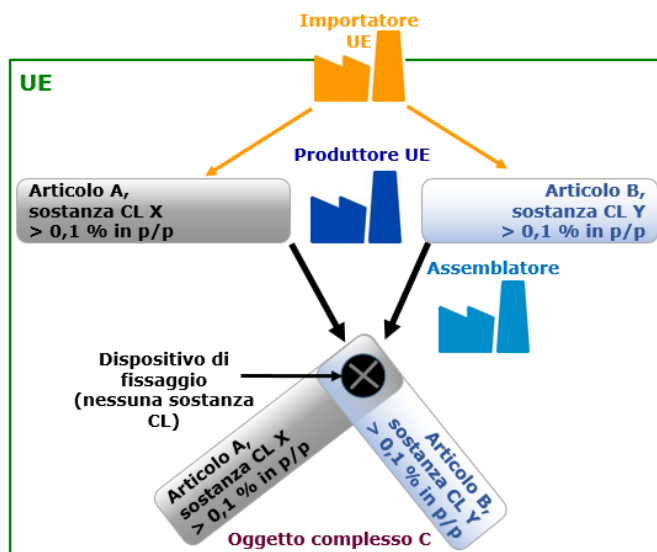 Importatore
UE
UE
Produttore UE
Articolo A,
sostanza CL X
> 0,1 % in p/p
Articolo B,
sostanza CL Y
> 0,1 % in p/p
Assemblatore
Dispositivo di
fissaggio
(nessuna sostanza
CL)
Articolo A,
sostanza CL X
> 0,1 % in p/p
Articolo B,
sostanza CL Y
> 0,1 % in p/p
Oggetto complesso C